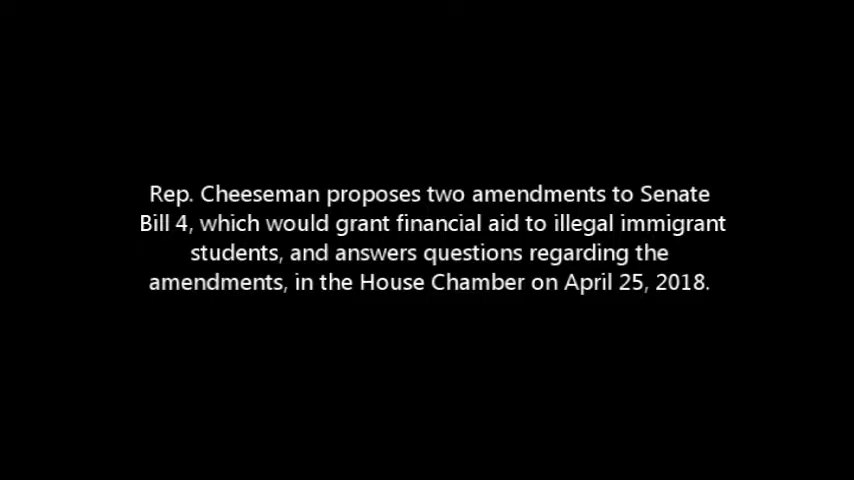 Rep. Cheeseman proposes two amendments to Senate
Bill 4, which would grant financial aid to illegal immigrant
students, and answers questions regarding the
amendments, in the House Chamber on April 25, 2018.